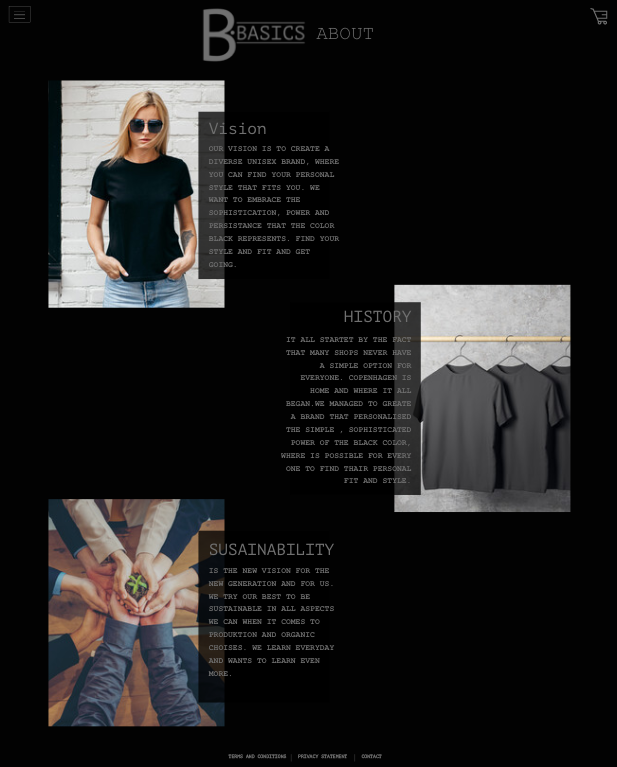 B·BASICS ABOUT
Vision
OUR VISION IS TO CREATE A
DIVERSE UNISEX BRAND, WHERE
YOU CAN FIND YOUR PERSONAL
STYLE THAT FITS YOU. WE
WANT TO EMBRACE THE
SOPHISTICATION, POWER AND
PERSISTANCE THAT THE COLOR
BLACK REPRESENTS. FIND YOUR
STYLE AND FIT AND GET
GOING.
HISTORY
IT ALL STARTET BY THE FACT
THAT MANY SHOPS NEVER HAVE
A SIMPLE OPTION FOR
EVERYONE. COPENHAGEN IS
HOME AND WHERE IT ALL
BEGAN.WE MANAGED TO GREATE
A BRAND THAT PERSONALISED
THE SIMPLE , SOPHISTICATED
POWER OF THE BLACK COLOR,
WHERE IS POSSIBLE FOR EVERY
ONE TO FIND THAIR PERSONAL
FIT AND STYLE.
SUSAINABILITY
IS THE NEW VISION FOR THE
NEW GENERATION AND FOR US.
WE TRY OUR BEST TO BE
SUSTAINABLE IN ALL ASPECTS
WE CAN WHEN IT COMES TO
PRODUKTION AND ORGANIC
CHOISES. WE LEARN EVERYDAY
AND WANTS TO LEARN EVEN
MORE.
TERMS AND CONDITIONS | PRIVACY STATEMENT | CONTACT